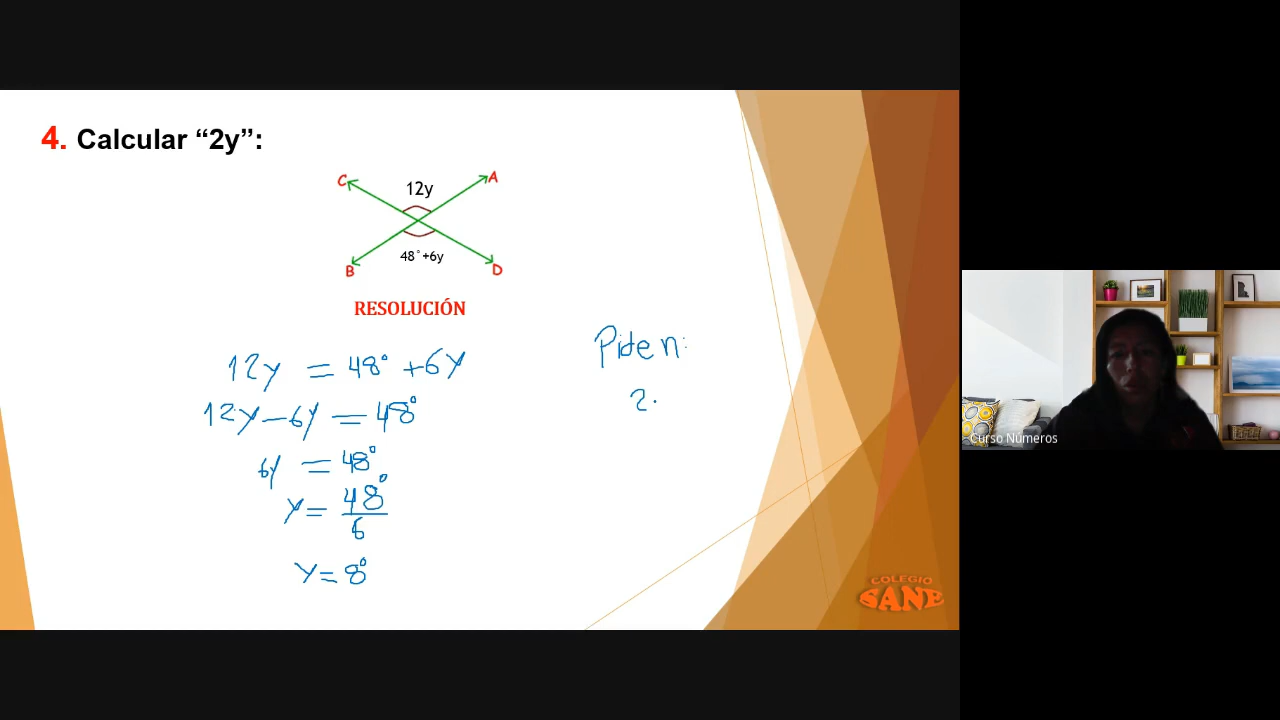 4. Calcular “2y”:
C
A
12y
48°+6y
B
D
RESOLUCIÓN
12y = 48° +6y
12y-6y = 48°
6y = 48°
y = 48°
6
y = 8°
Piden:
2.
COLEGIO
SANE
Curso Números